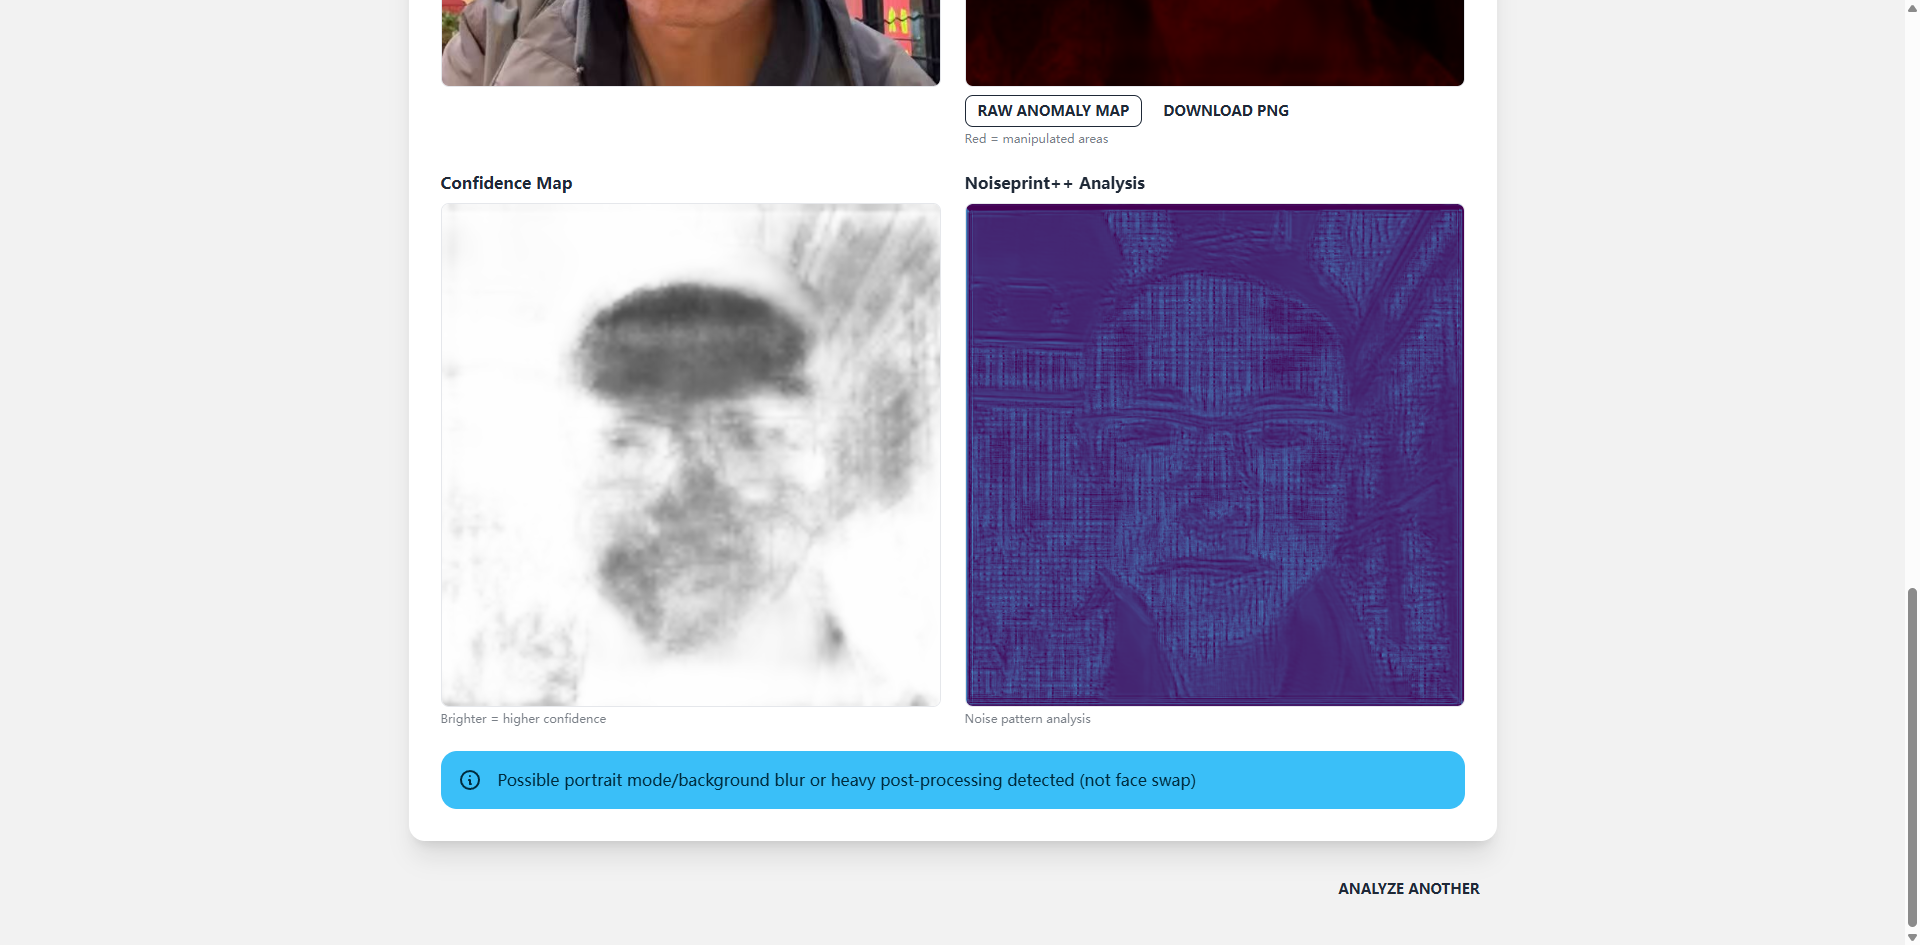 RAW ANOMALY MAP DOWNLOAD PNG
Red = manipulated areas
Confidence Map Noiseprint++ Analysis
Brighter = higher confidence Noise pattern analysis
Possible portrait mode/background blur or heavy post-processing detected (not face swap)
ANALYZE ANOTHER